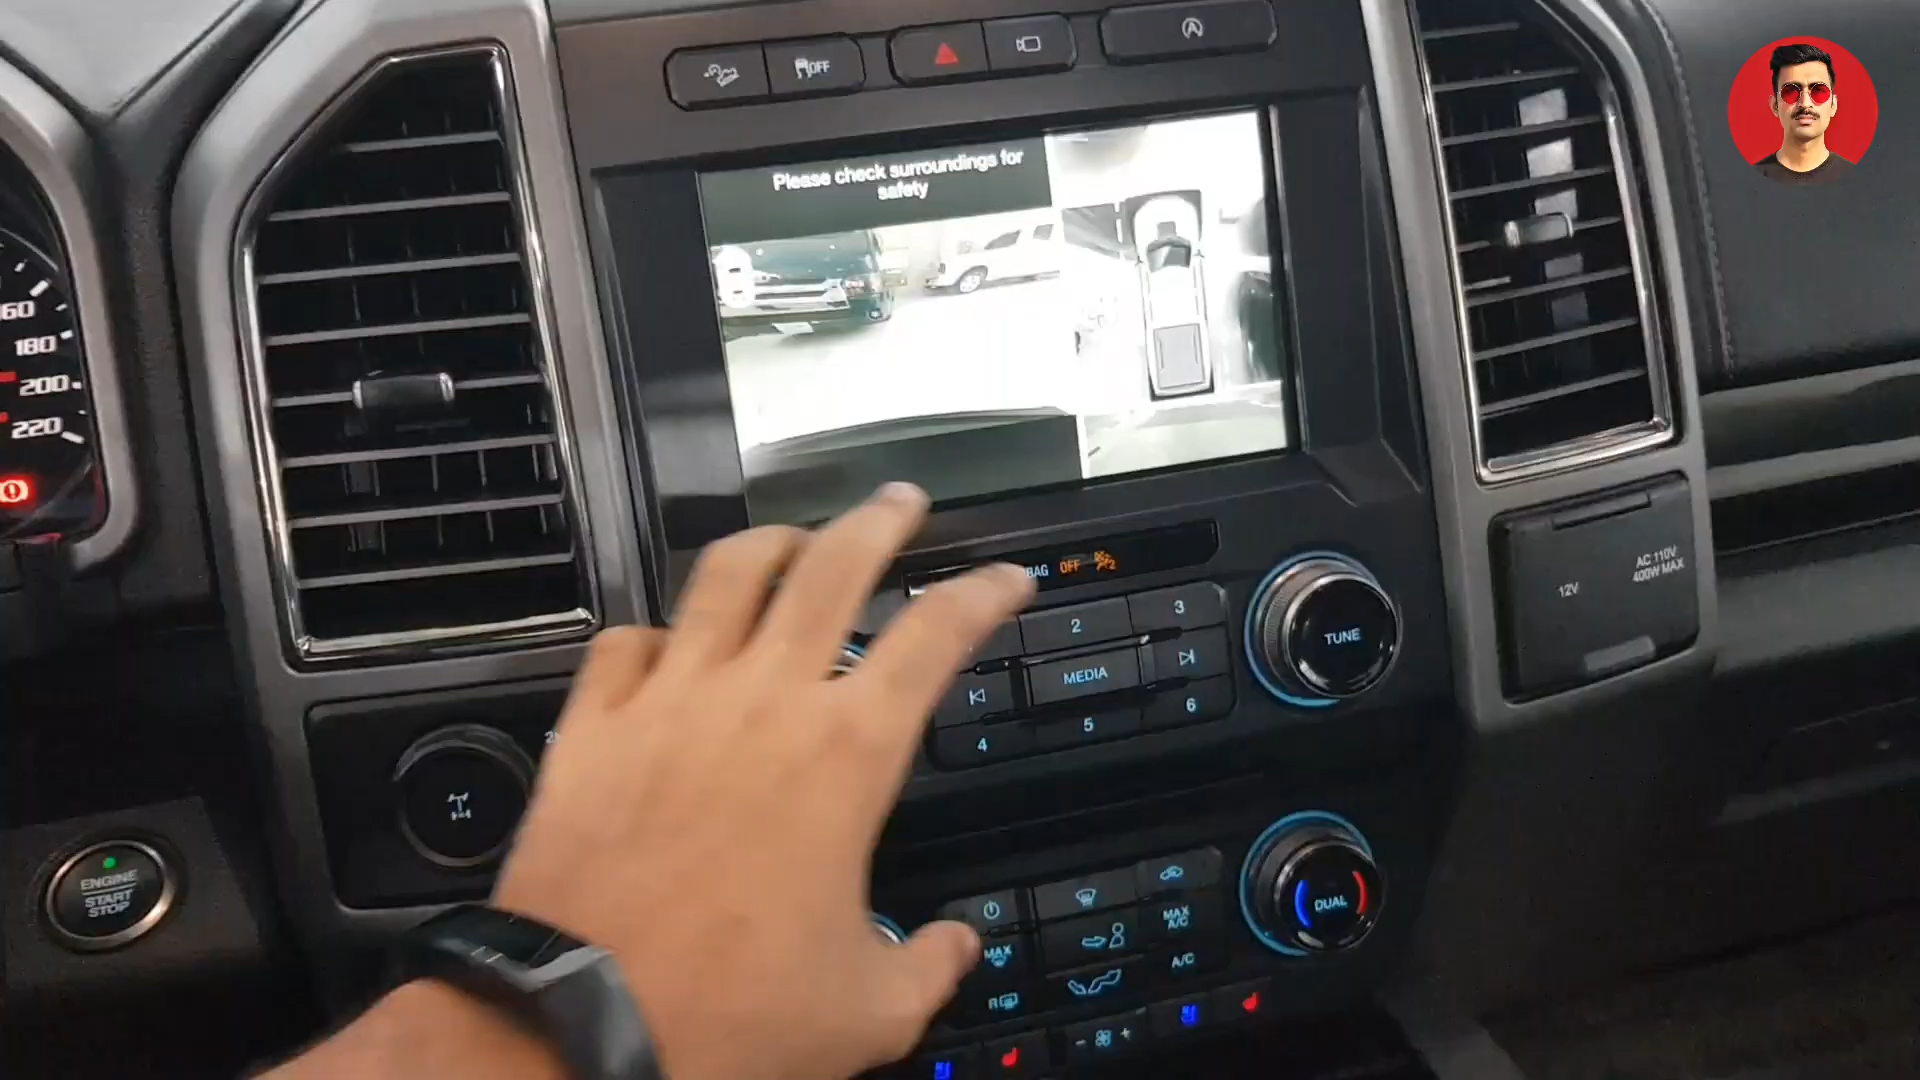 OFF
Please check surroundings for
safety
60
180
200
220
BAG OFF 2
2 3
TUNE
12V
AC 110V
400W MAX
MEDIA
4 5 6
ENGINE
START
STOP
DUAL
MAX
A/C
MAX
A/C
R